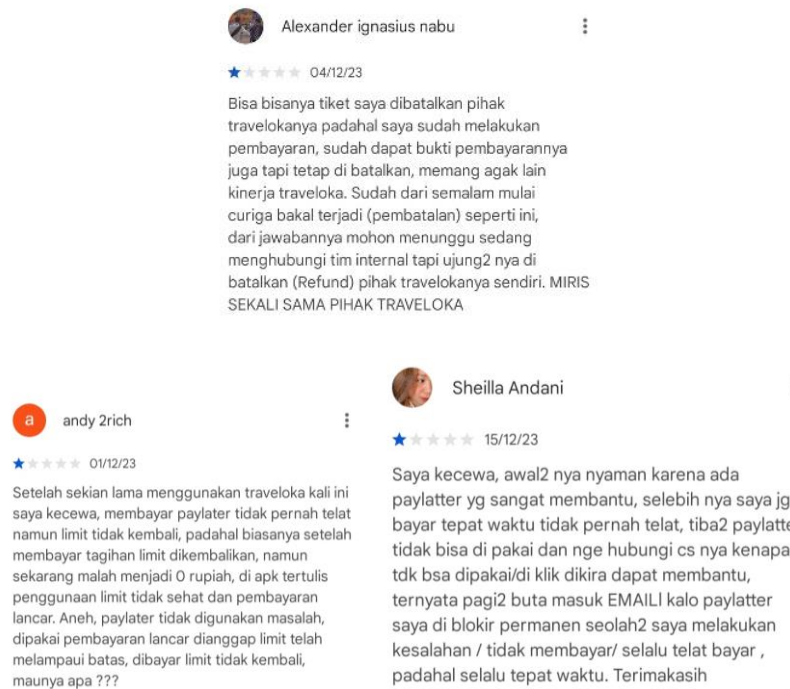 Alexander ignasius nabu
04/12/23
Bisa bisanya tiket saya dibatalkan pihak
travelokanya padahal saya sudah melakukan
pembayaran, sudah dapat bukti pembayarannya
juga tapi tetap di batalkan, memang agak lain
kinerja traveloka. Sudah dari semalam mulai
curiga bakal terjadi (pembatalan) seperti ini,
dari jawabannya mohon menunggu sedang
menghubungi tim internal tapi ujung2 nya di
batalkan (Refund) pihak travelokanya sendiri. MIRIS
SEKALI SAMA PIHAK TRAVELOKA
a
andy 2rich
01/12/23
Setelah sekian lama menggunakan traveloka kali ini
saya kecewa, membayar paylater tidak pernah telat
namun limit tidak kembali, padahal biasanya setelah
membayar tagihan limit dikembalikan, namun
sekarang malah menjadi 0 rupiah, di apk tertulis
penggunaan limit tidak sehat dan pembayaran
lancar. Aneh, paylater tidak digunakan masalah,
dipakai pembayaran lancar dianggap limit telah
melampaui batas, dibayar limit tidak kembali,
maunya apa ???
Sheilla Andani
15/12/23
Saya kecewa, awal2 nya nyaman karena ada
paylatter yg sangat membantu, selebih nya saya jg
bayar tepat waktu tidak pernah telat, tiba2 paylatte
tidak bisa di pakai dan nge hubungi cs nya kenapa
tdk bsa dipakai/di klik dikira dapat membantu,
ternyata pagi2 buta masuk EMAILl kalo paylatter
saya di blokir permanen seolah2 saya melakukan
kesalahan / tidak membayar/ selalu telat bayar ,
padahal selalu tepat waktu. Terimakasih